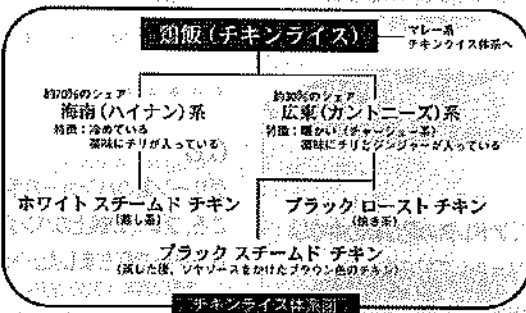 鶏飯(チキンライス)
マレー系
チキンライス体系へ
約70%のシェア
海南(ハイナン)系
特徴：冷めている
薬味にチリが入っている
約30%のシェア
広東(カントニーズ)系
特徴：暖かい(チャーシュー系)
薬味にチリとジンジャーが入っている
ホワイト スチームド チキン
(蒸し系)
ブラック ロースト チキン
(焼き系)
ブラック スチームド チキン
(蒸した後、ソヤソースをかけたブラウン色のチキン)
チキンライス体系図